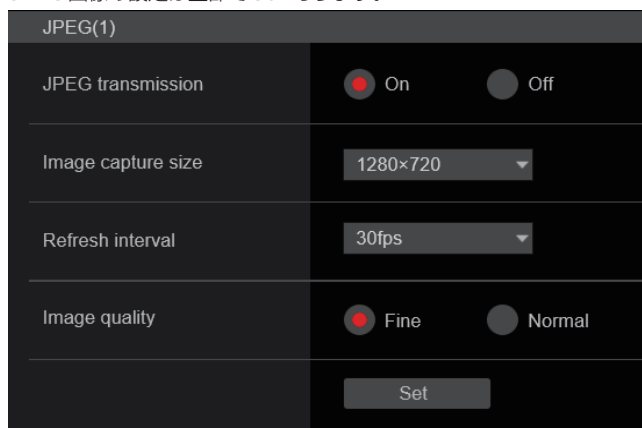 JPEG(1)
JPEG transmission On Off
Image capture size 1280×720
Refresh interval 30fps
Image quality Fine Normal
Set